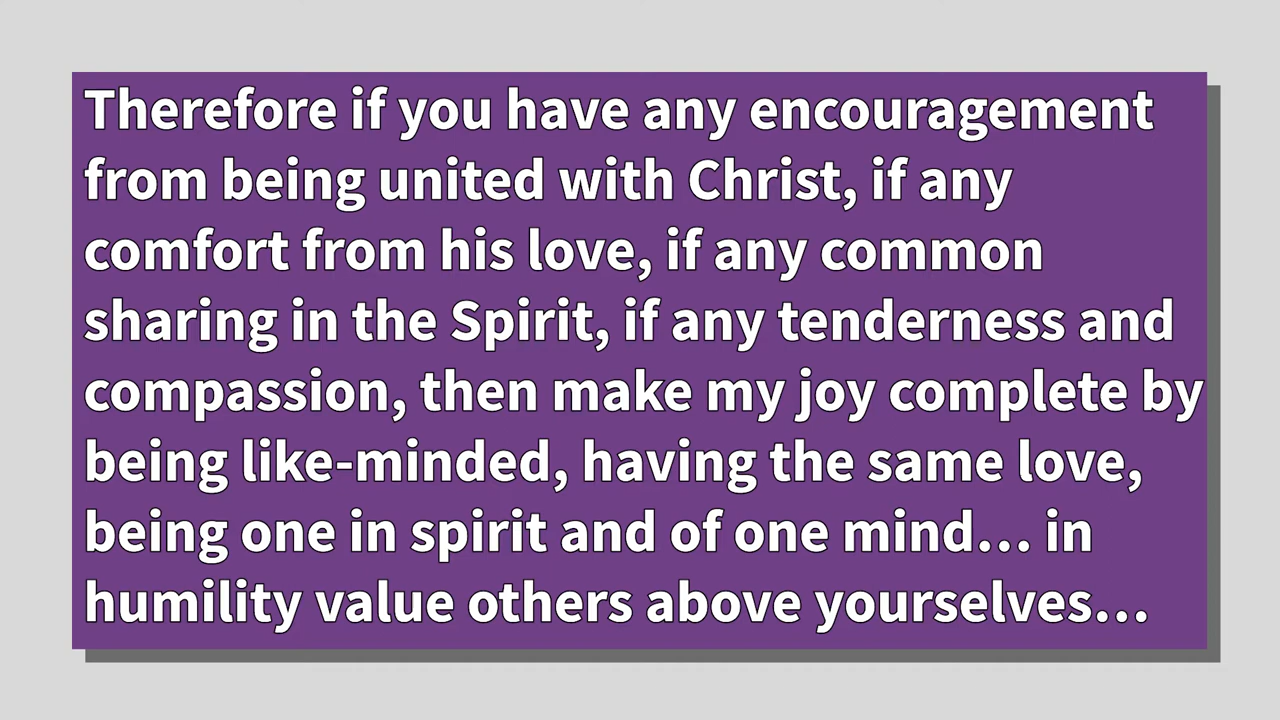 Therefore if you have any encouragement
from being united with Christ, if any
comfort from his love, if any common
sharing in the Spirit, if any tenderness and
compassion, then make my joy complete by
being like-minded, having the same love,
being one in spirit and of one mind… in
humility value others above yourselves…